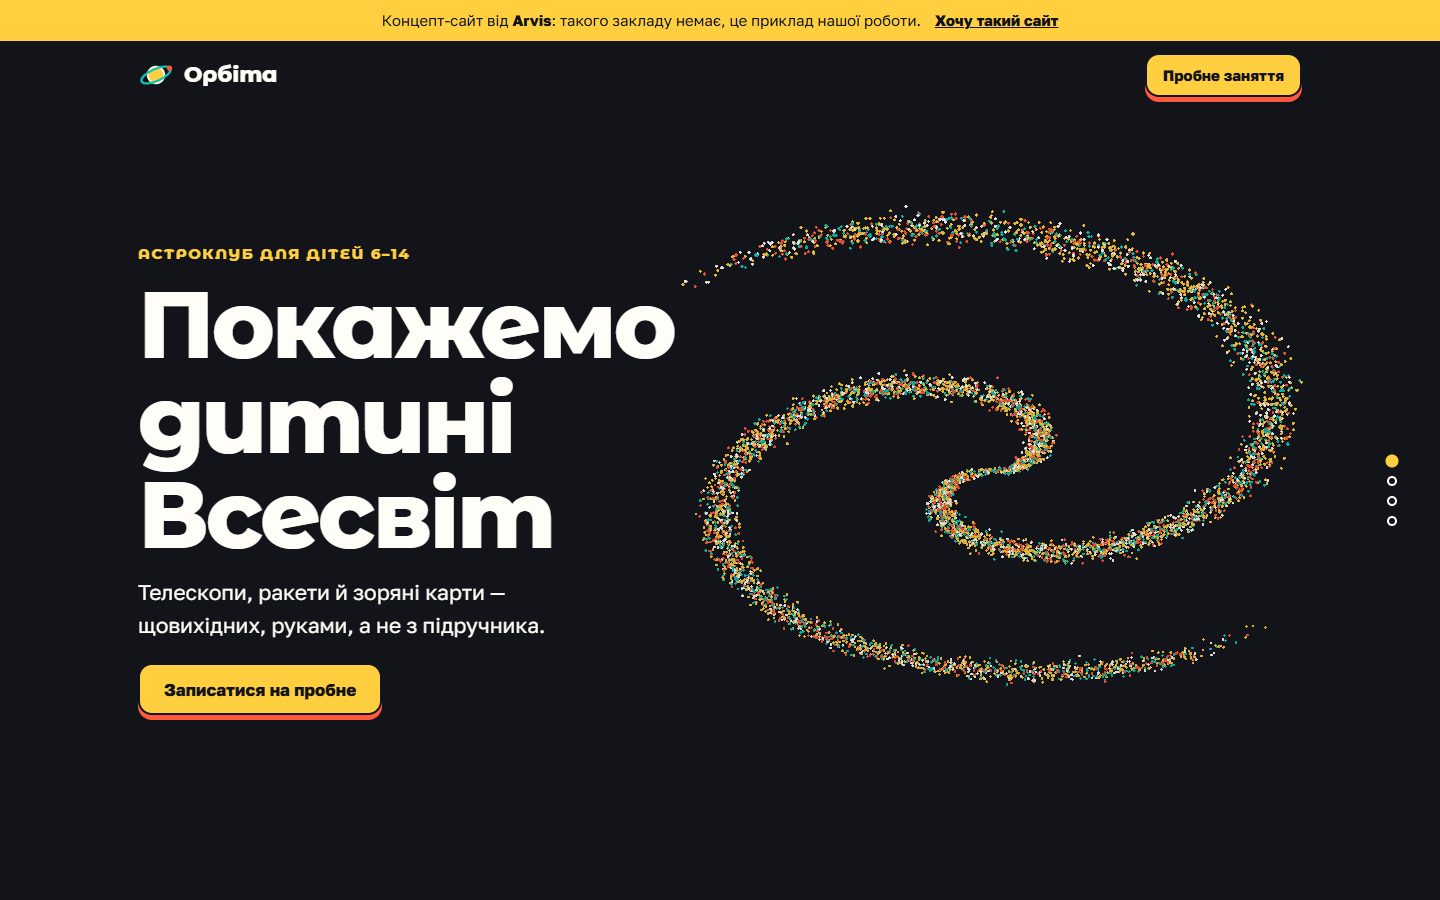 Концепт-сайт від Arvis: такого закладу немає, це приклад нашої роботи. Хочу такий сайт
Орбіта
Пробне заняття
АСТРОКЛУБ ДЛЯ ДІТЕЙ 6–14
Покажемо
дитині
Всесвіт
Телескопи, ракети й зоряні карти —
щовихідних, руками, а не з підручника.
Записатися на пробне